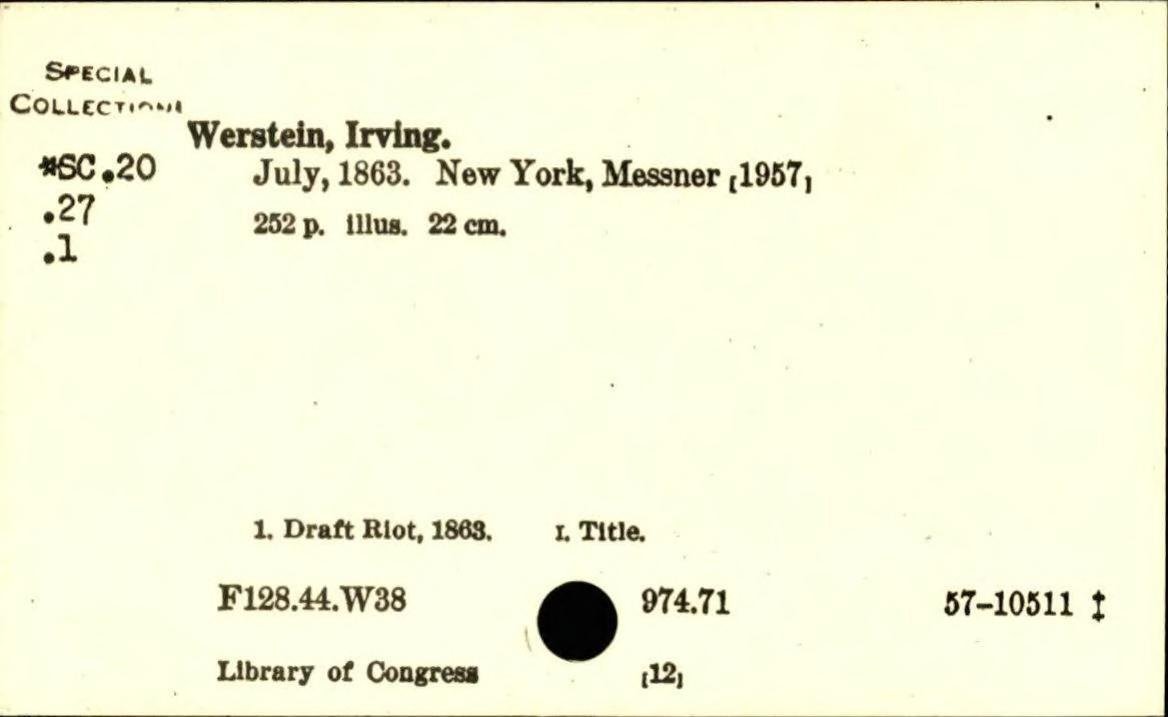 SPECIAL
COLLECTIONS
Werstein, Irving.
*SC.20
July, 1863. New York, Messner [1957]
.27
252 p. illus. 22 cm.
.1
1. Draft Riot, 1863. I. Title.
F128.44.W38 974.71 57–10511 ‡
Library of Congress [12]